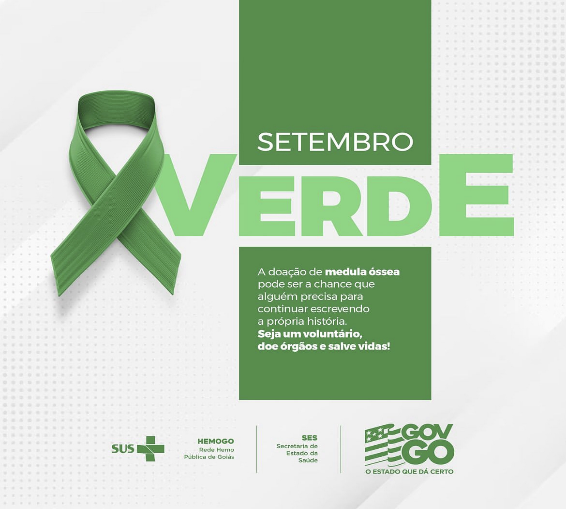 SETEMBRO
VERDE
A doação de medula óssea
pode ser a chance que
alguém precisa para
continuar escrevendo
a própria história.
Seja um voluntário,
doe órgãos e salve vidas!
SUS
HEMOGO
Rede Hemo
Pública de Goiás
SES
Secretaria de
Estado da
Saúde
GOV
GO
O ESTADO QUE DÁ CERTO